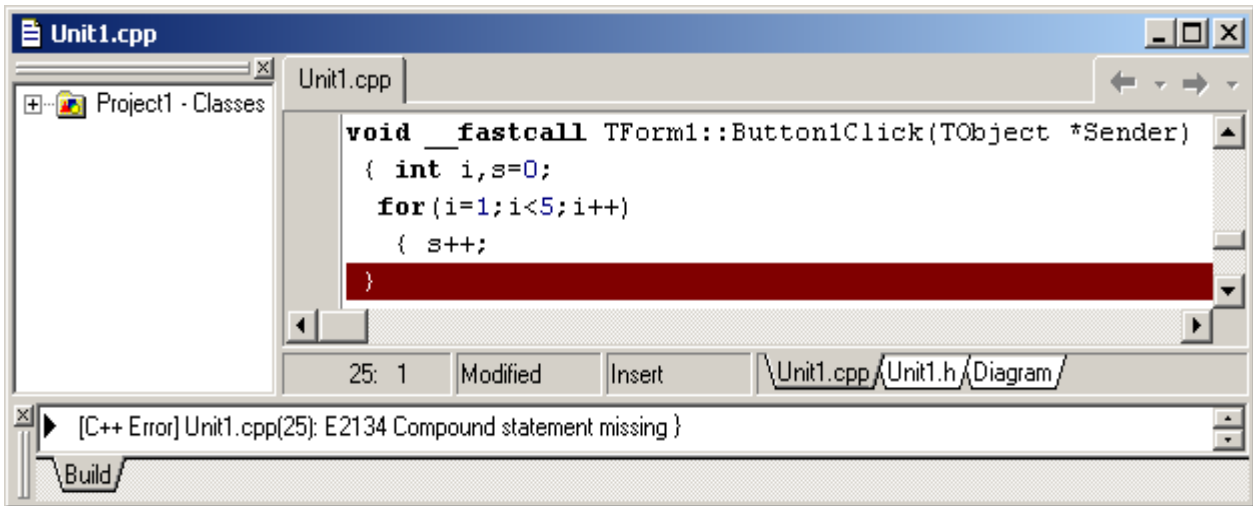 Unit1.cpp
Project1 - Classes
Unit1.cpp
void __fastcall TForm1::Button1Click(TObject *Sender)
{ int i,s=0;
for(i=1;i<5;i++)
{ s++;
}
25: 1 Modified Insert Unit1.cpp Unit1.h Diagram
[C++ Error] Unit1.cpp(25): E2134 Compound statement missing }
Build